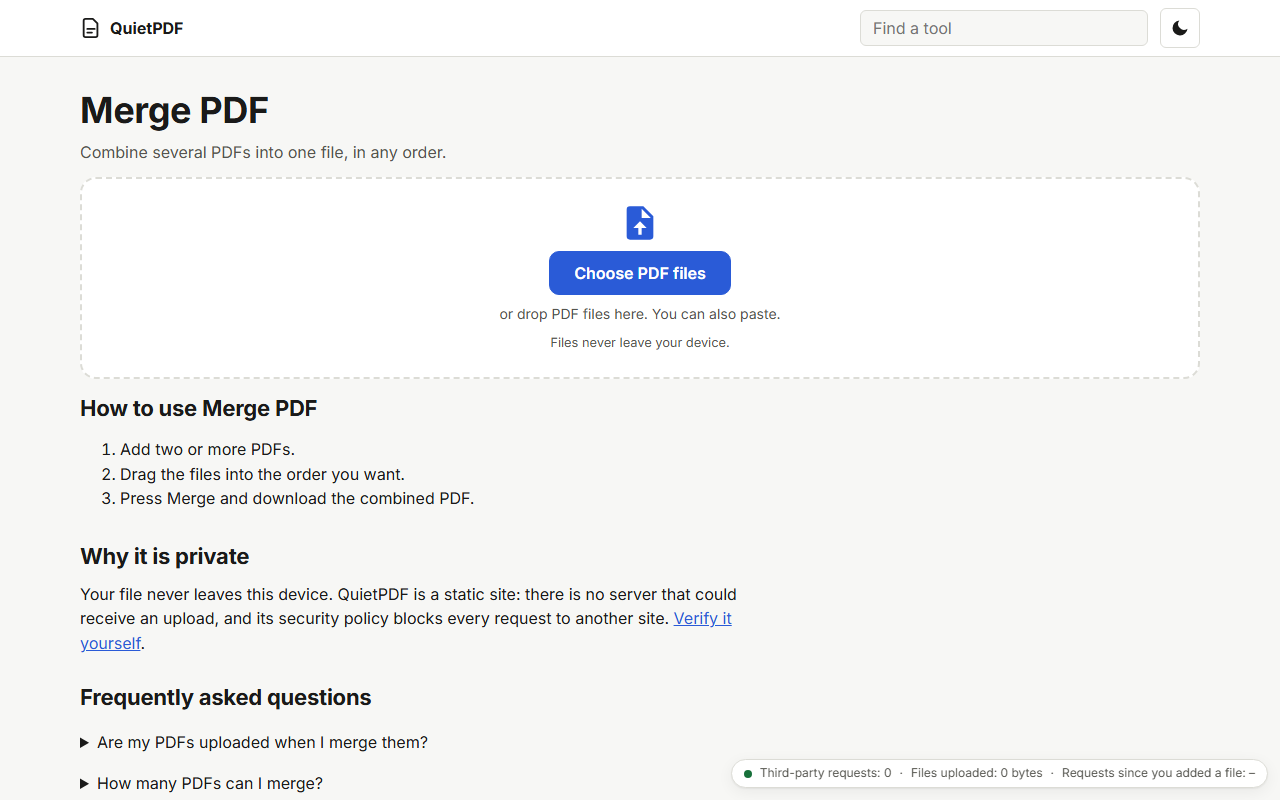 QuietPDF
Find a tool
Merge PDF
Combine several PDFs into one file, in any order.
Choose PDF files
or drop PDF files here. You can also paste.
Files never leave your device.
How to use Merge PDF
1. Add two or more PDFs.
2. Drag the files into the order you want.
3. Press Merge and download the combined PDF.
Why it is private
Your file never leaves this device. QuietPDF is a static site: there is no server that could
receive an upload, and its security policy blocks every request to another site. Verify it
yourself.
Frequently asked questions
Are my PDFs uploaded when I merge them?
How many PDFs can I merge?
Third-party requests: 0 · Files uploaded: 0 bytes · Requests since you added a file: –